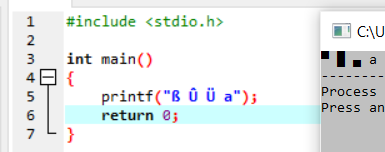 1 #include <stdio.h>
2
3 int main()
4 {
5 printf("ß Û Ü a");
6 return 0;
7 }
C:\U
▀ █ ▄ a
--------
Process
Press an